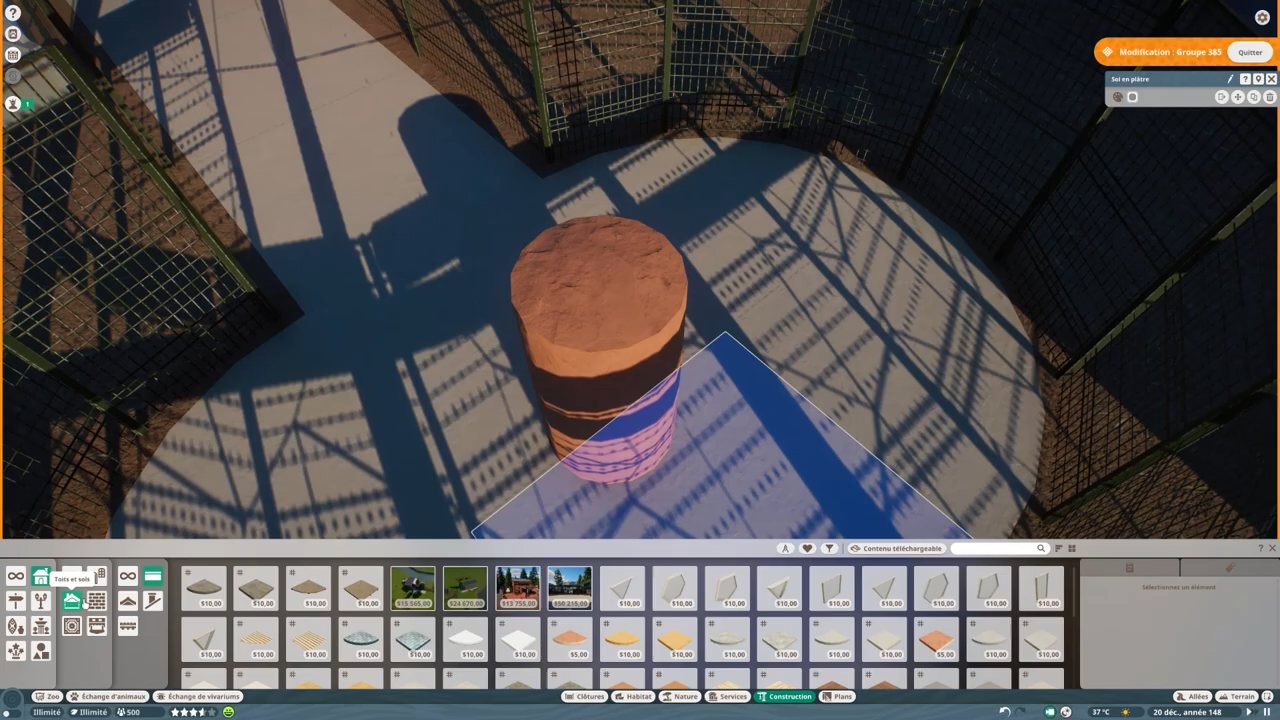 ?
Modification : Groupe 385
Quitter
Sol en plâtre
?
1
Contenu téléchargeable
?
Toits et sols
$10,00 $10,00 $10,00 $10,00 $15 565,00 $24 670,00 $13 755,00 $50 215,00 $10,00 $10,00 $10,00 $10,00 $10,00 $10,00 $10,00 $10,00 $10,00
Sélectionnez un élément
$10,00 $10,00 $10,00 $10,00 $10,00 $10,00 $10,00 $5,00 $10,00 $10,00 $10,00 $10,00 $10,00 $10,00 $5,00 $10,00 $10,00
Zoo Échange d'animaux Échange de vivariums Clôtures Habitat Nature Services Construction Plans Allées Terrain
Illimité Illimité 500 37 °C 20 déc., année 148